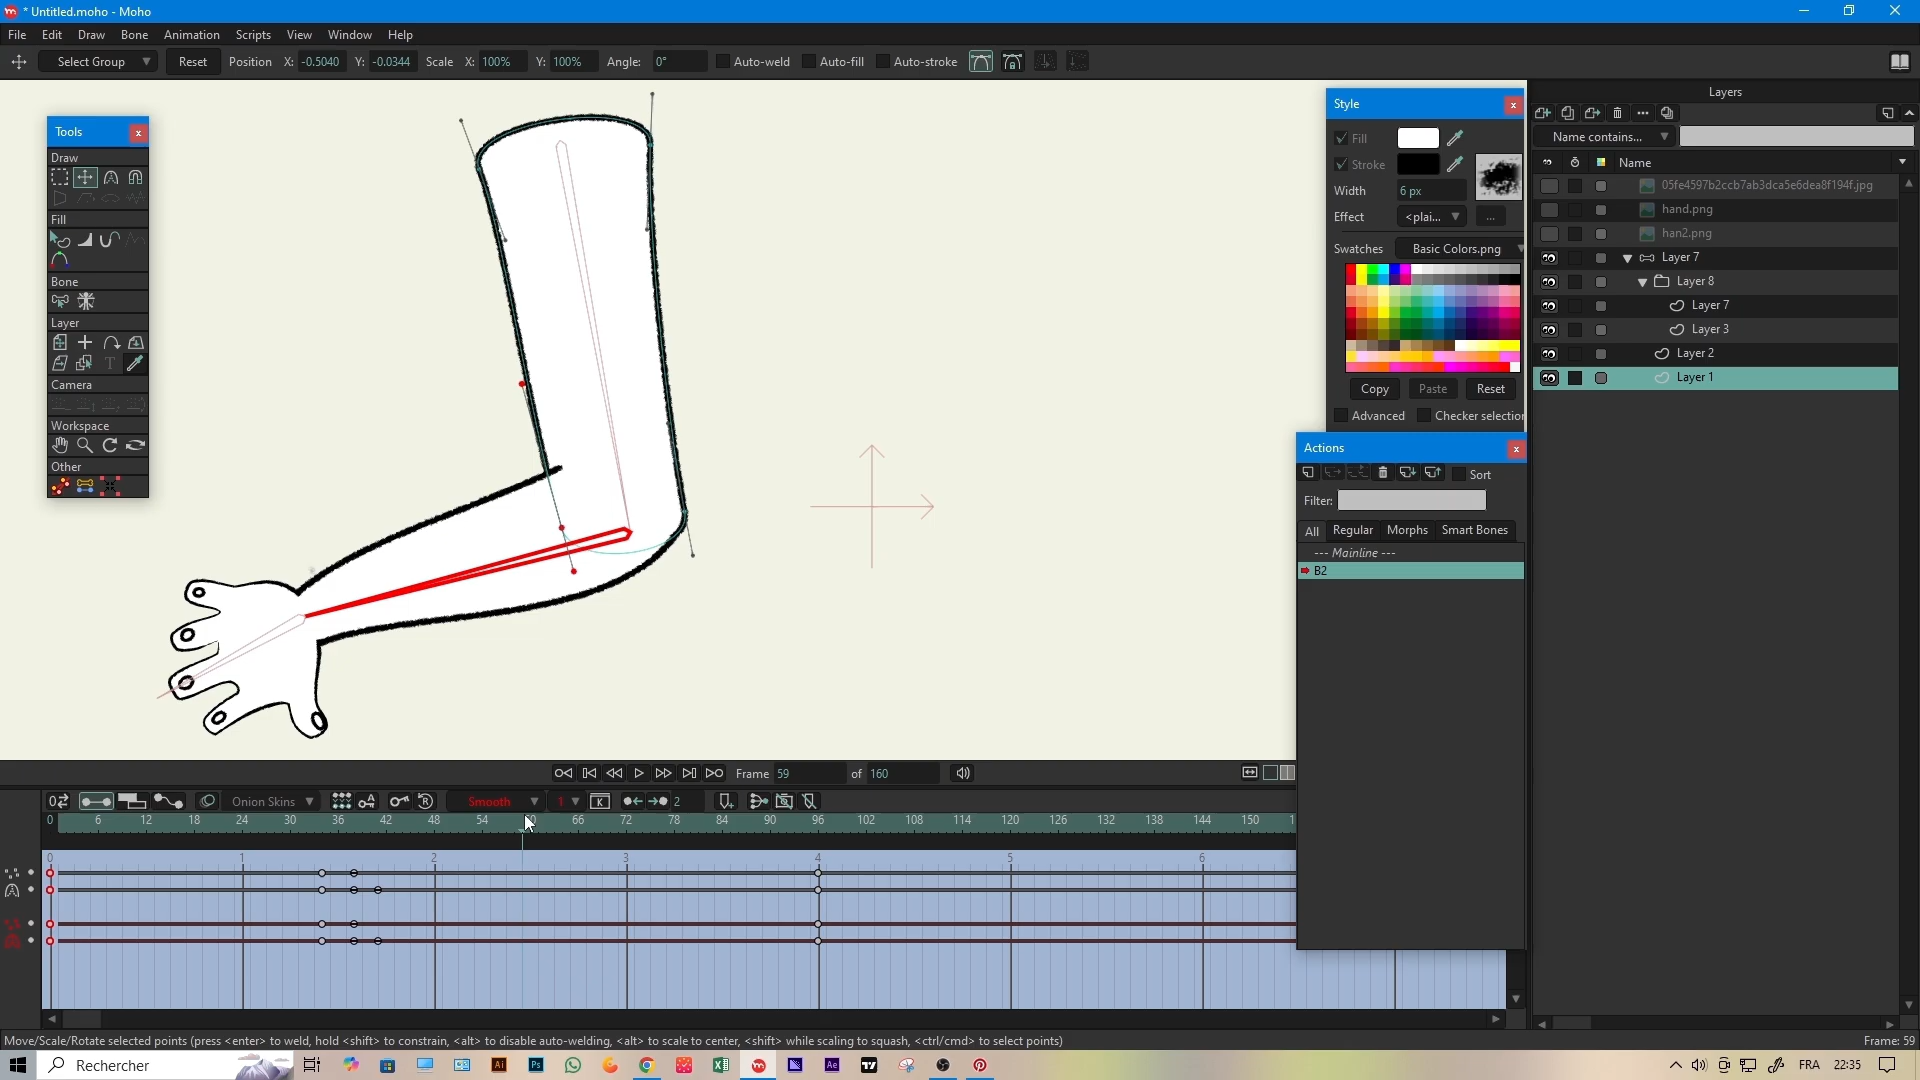 * Untitled.moho - Moho
File Edit Draw Bone Animation Scripts View Window Help
Select Group Reset Position X: -0.5040 Y: -0.0344 Scale X: 100% Y: 100% Angle: 0° Auto-weld Auto-fill Auto-stroke
Tools
Draw
Fill
Bone
Layer
T
Camera
Workspace
Other
Style
Fill
Stroke
Width 6 px
Effect <plai... ...
Swatches Basic Colors.png
Copy Paste Reset
Advanced Checker selection
Actions
Sort
Filter:
All Regular Morphs Smart Bones
--- Mainline ---
B2
Layers
Name contains...
Name
05fe4597b2ccb7ab3dca5e6dea8f194f.jpg
hand.png
han2.png
Layer 7
Layer 8
Layer 7
Layer 3
Layer 2
Layer 1
Frame 59 of 160
Onion Skins Smooth 1 K 2
0 6 12 18 24 30 36 42 48 54 60 66 72 78 84 90 96 102 108 114 120 126 132 138 144 150
0 1 2 3 4 5 6
Move/Scale/Rotate selected points (press <enter> to weld, hold <shift> to constrain, <alt> to disable auto-welding, <alt> to scale to center, <shift> while scaling to squash, <ctrl/cmd> to select points)
Frame: 59
Rechercher
Ai Ps Ae
FRA 22:35